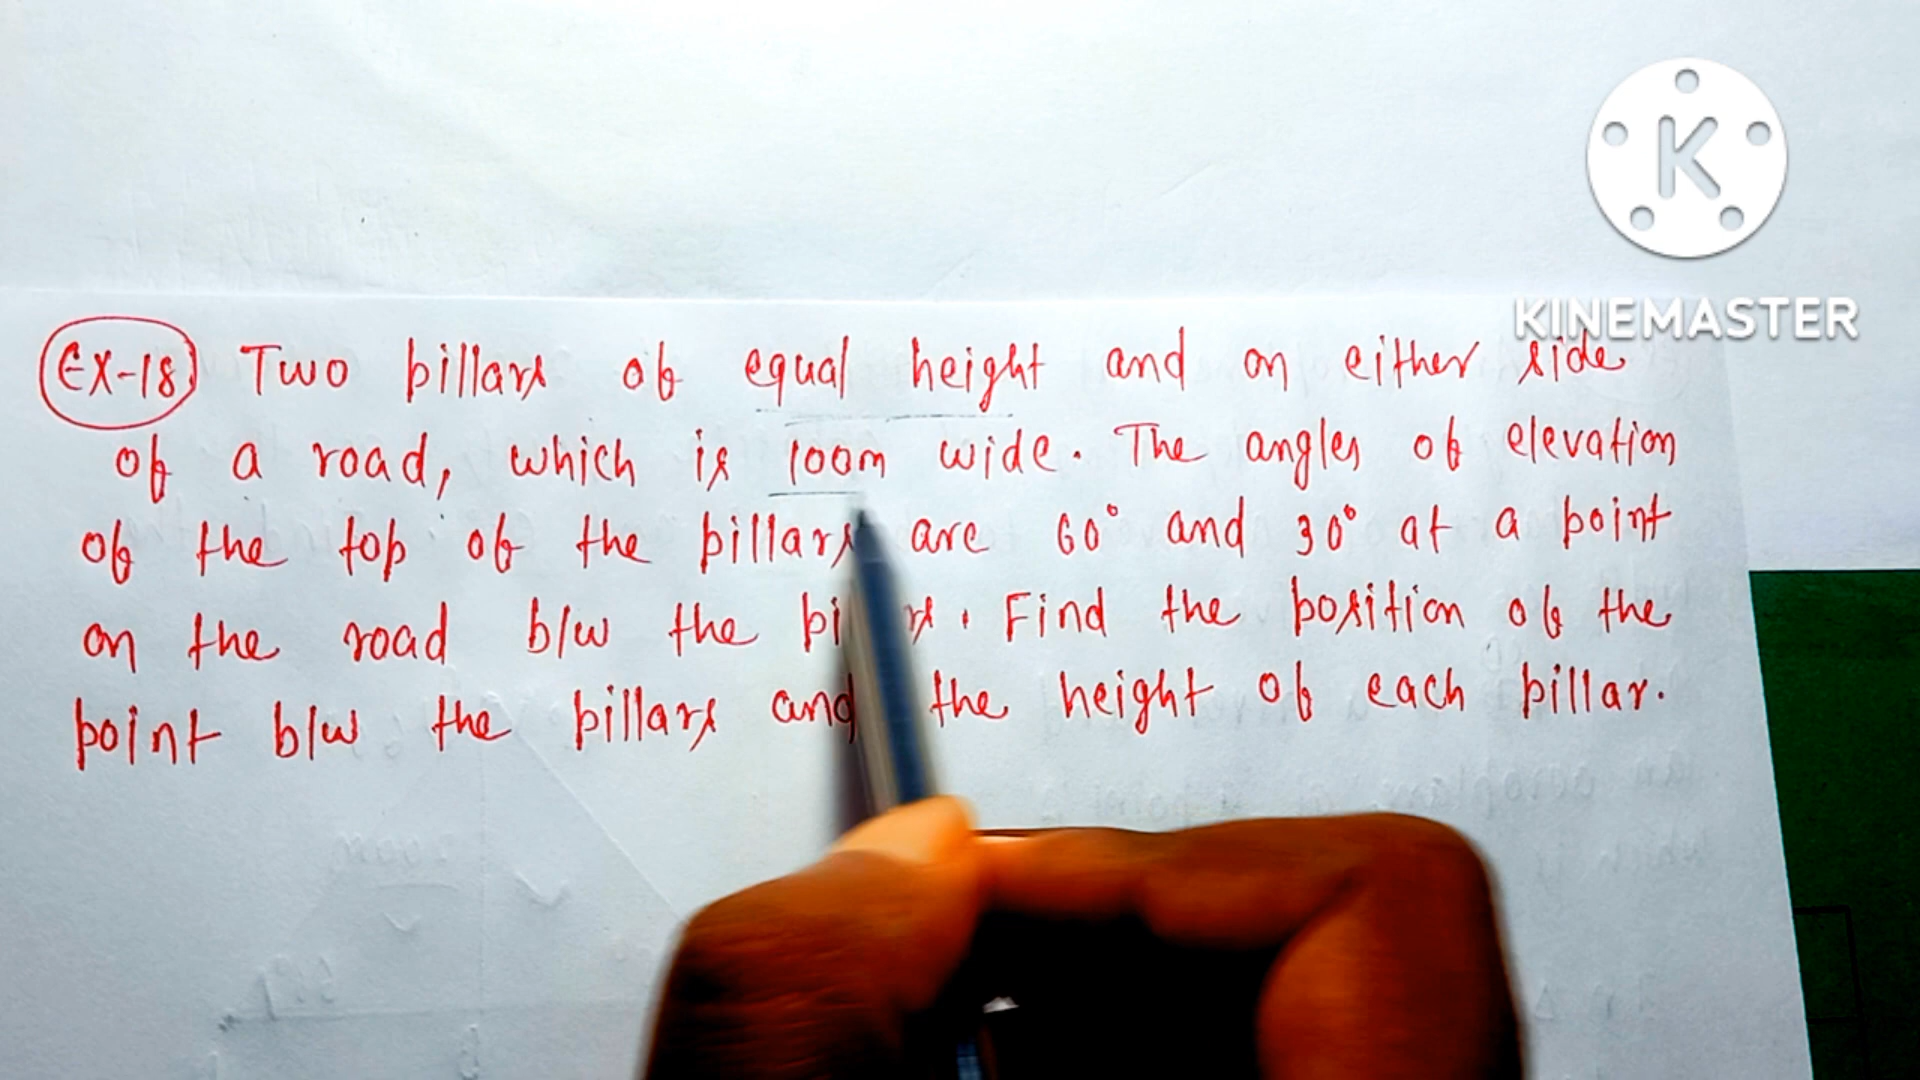 K
KINEMASTER
EX-18 Two pillars of equal height and on either side
of a road, which is 100m wide. The angles of elevation
of the top of the pillars are 60° and 30° at a point
on the road b/w the . Find the position of the
point b/w the pillars and the height of each pillar.